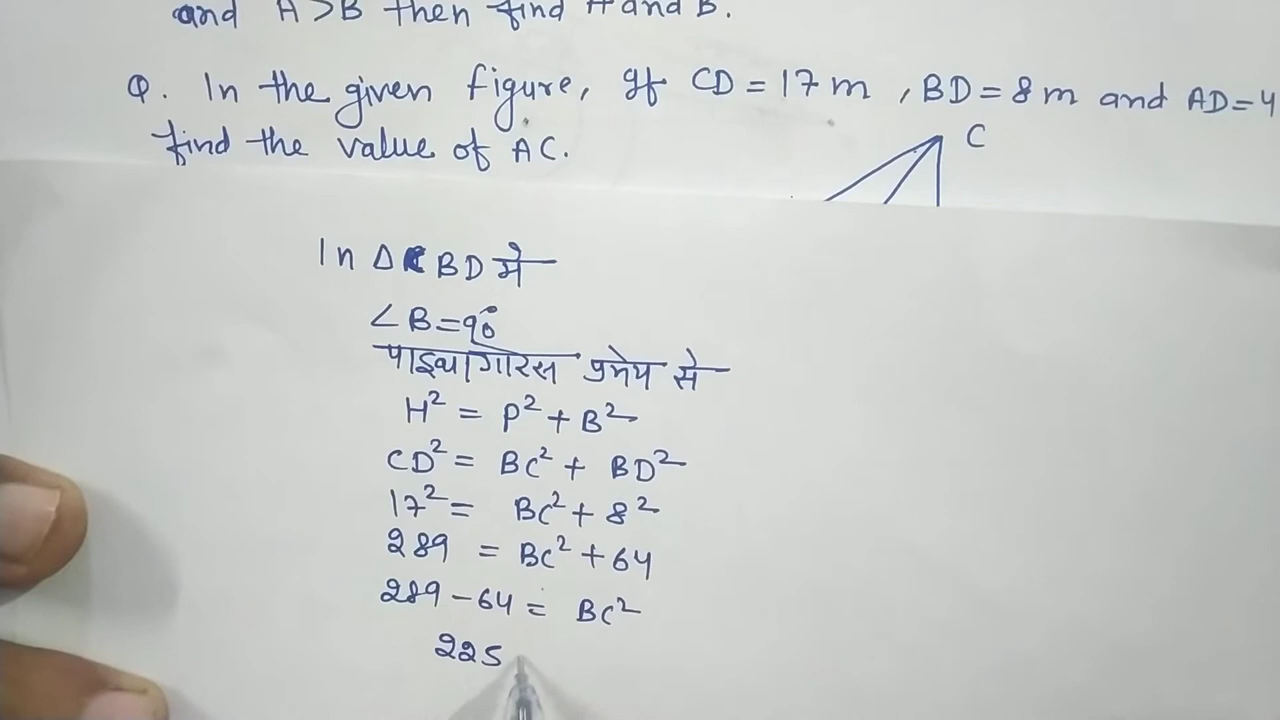 and A>B then find A and B.
Q. In the given figure, If CD = 17 m , BD = 8 m and AD = 4
find the value of AC.
C
In Δ CBD में
∠B = 90°
पाइथागोरस प्रमेय से
H² = P² + B²
CD² = BC² + BD²
17² = BC² + 8²
289 = BC² + 64
289 - 64 = BC²
225